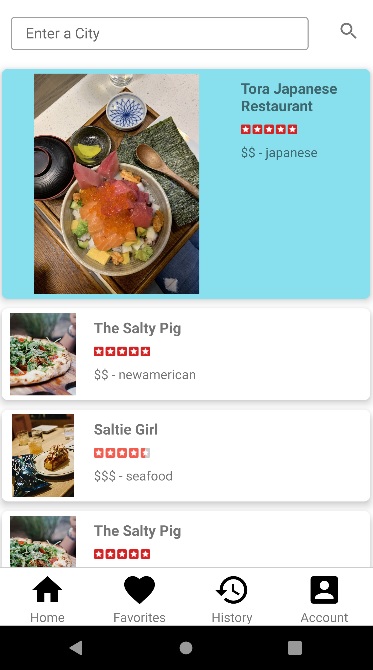 Enter a City
Tora Japanese
Restaurant
$$ - japanese
The Salty Pig
$$ - newamerican
Saltie Girl
$$$ - seafood
The Salty Pig
Home
Favorites
History
Account